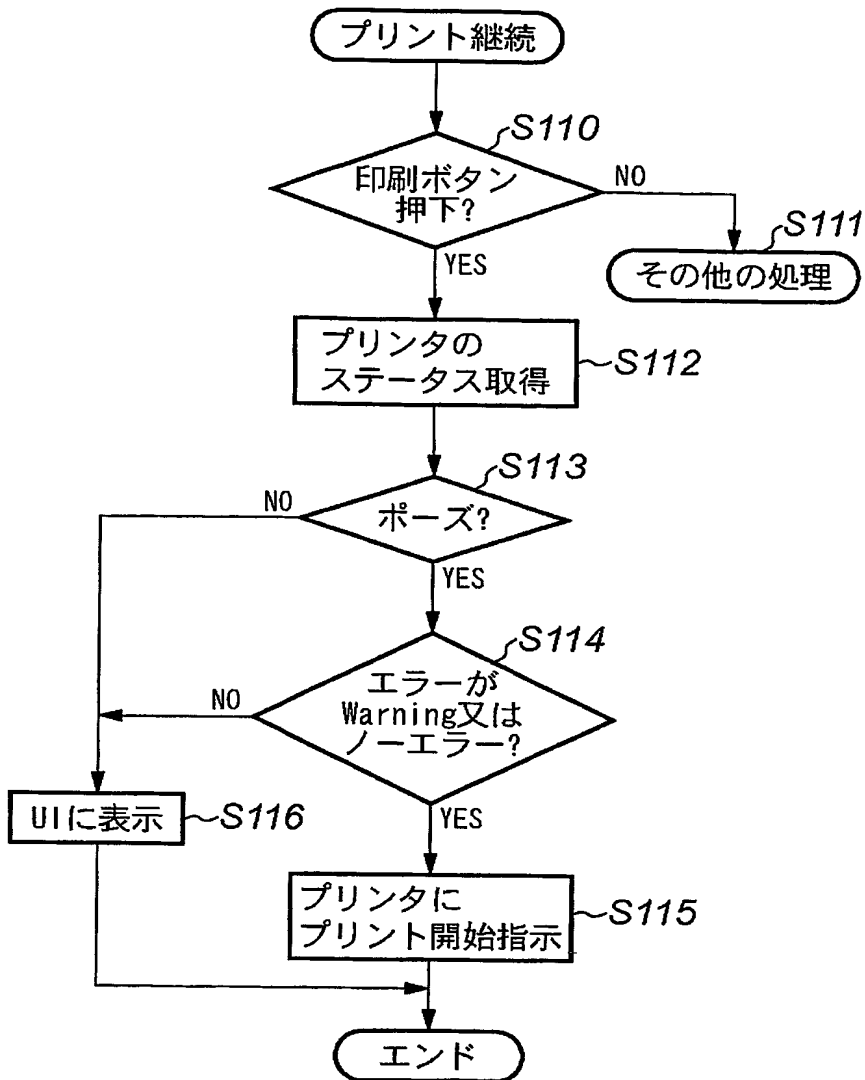 プリント継続
S110
印刷ボタン
押下?
NO
YES
S111
その他の処理
プリンタの
ステータス取得
S112
S113
ポーズ?
NO
YES
S114
エラーが
Warning又は
ノーエラー?
NO
YES
UIに表示
S116
プリンタに
プリント開始指示
S115
エンド